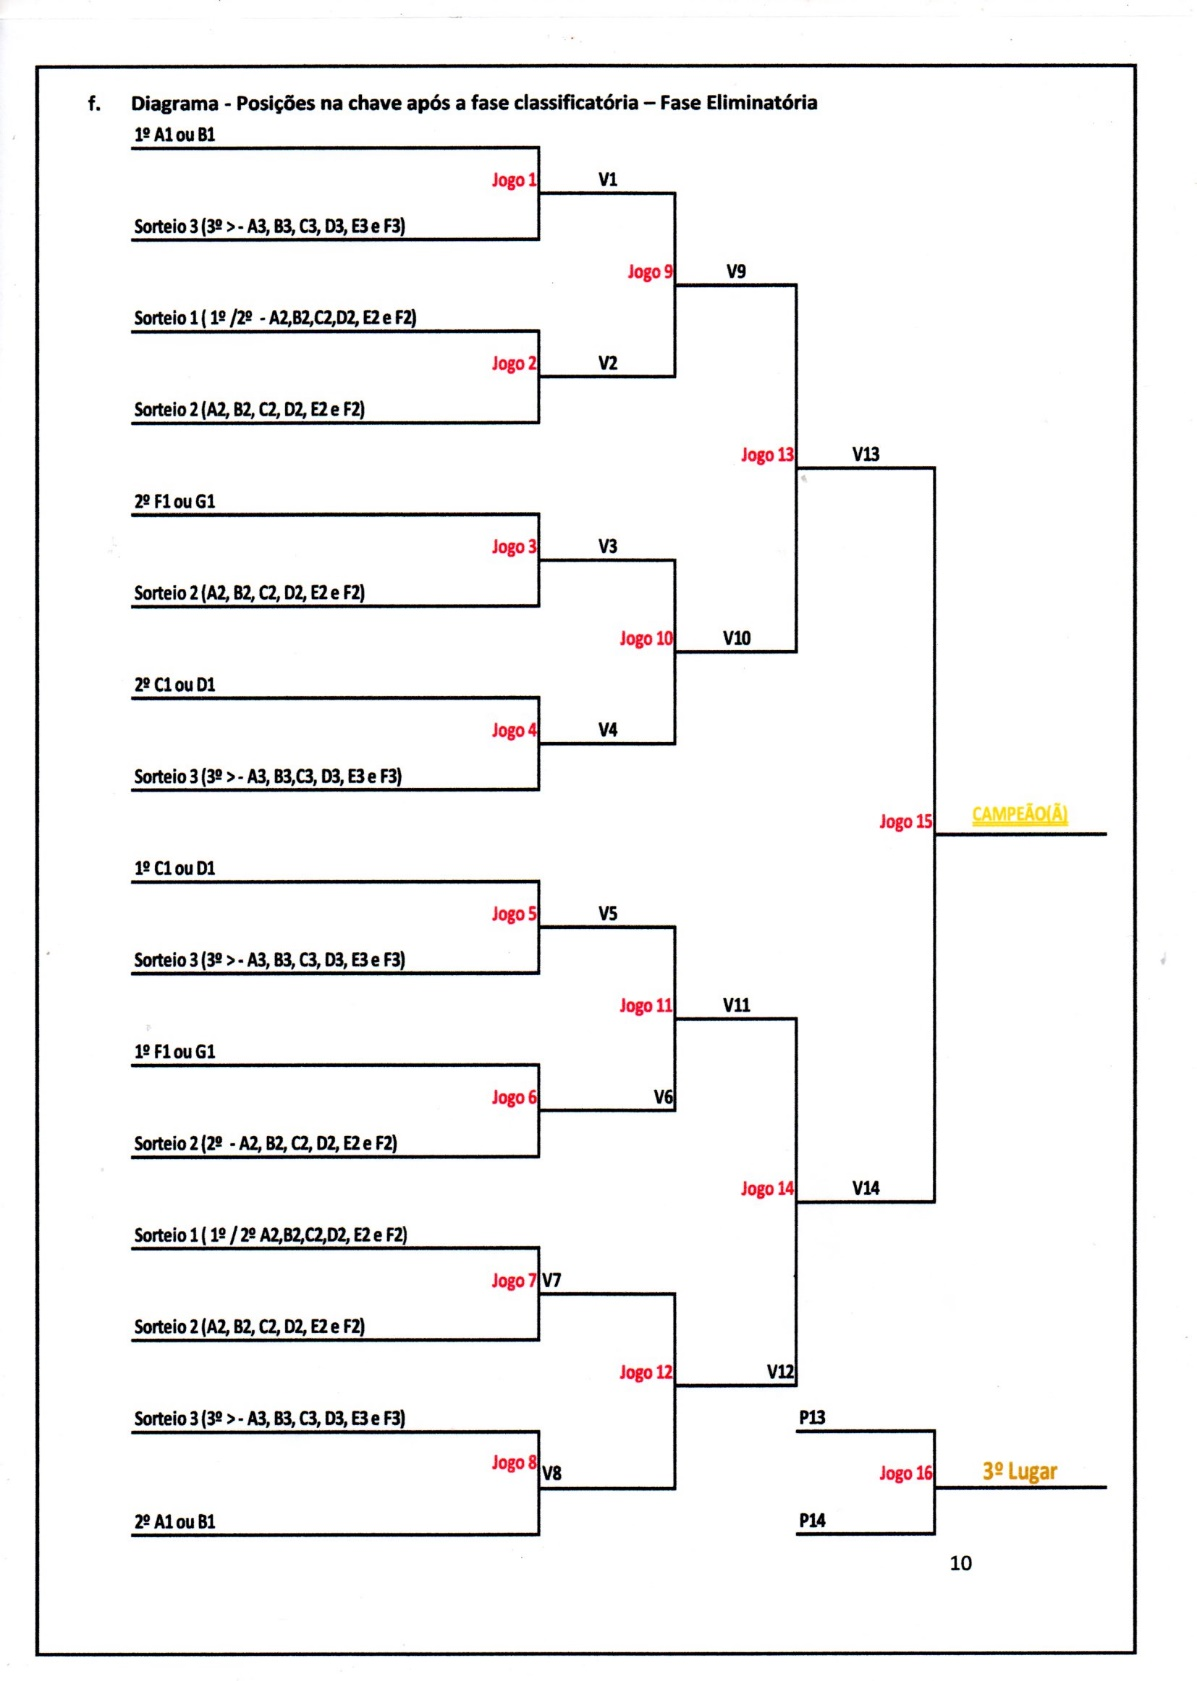 f. Diagrama - Posições na chave após a fase classificatória – Fase Eliminatória
1º A1 ou B1
Jogo 1
V1
Sorteio 3 (3º > - A3, B3, C3, D3, E3 e F3)
Jogo 9
V9
Sorteio 1 ( 1º /2º - A2,B2,C2,D2, E2 e F2)
Jogo 2
V2
Sorteio 2 (A2, B2, C2, D2, E2 e F2)
Jogo 13
V13
2º F1 ou G1
Jogo 3
V3
Sorteio 2 (A2, B2, C2, D2, E2 e F2)
Jogo 10
V10
2º C1 ou D1
Jogo 4
V4
Sorteio 3 (3º > - A3, B3,C3, D3, E3 e F3)
Jogo 15
CAMPEÃO(Ã)
1º C1 ou D1
Jogo 5
V5
Sorteio 3 (3º > - A3, B3, C3, D3, E3 e F3)
Jogo 11
V11
1º F1 ou G1
Jogo 6
V6
Sorteio 2 (2º - A2, B2, C2, D2, E2 e F2)
Jogo 14
V14
Sorteio 1 ( 1º / 2º A2,B2,C2,D2, E2 e F2)
Jogo 7
V7
Sorteio 2 (A2, B2, C2, D2, E2 e F2)
Jogo 12
V12
Sorteio 3 (3º > - A3, B3, C3, D3, E3 e F3)
P13
Jogo 8
V8
Jogo 16
3º Lugar
2º A1 ou B1
P14
10